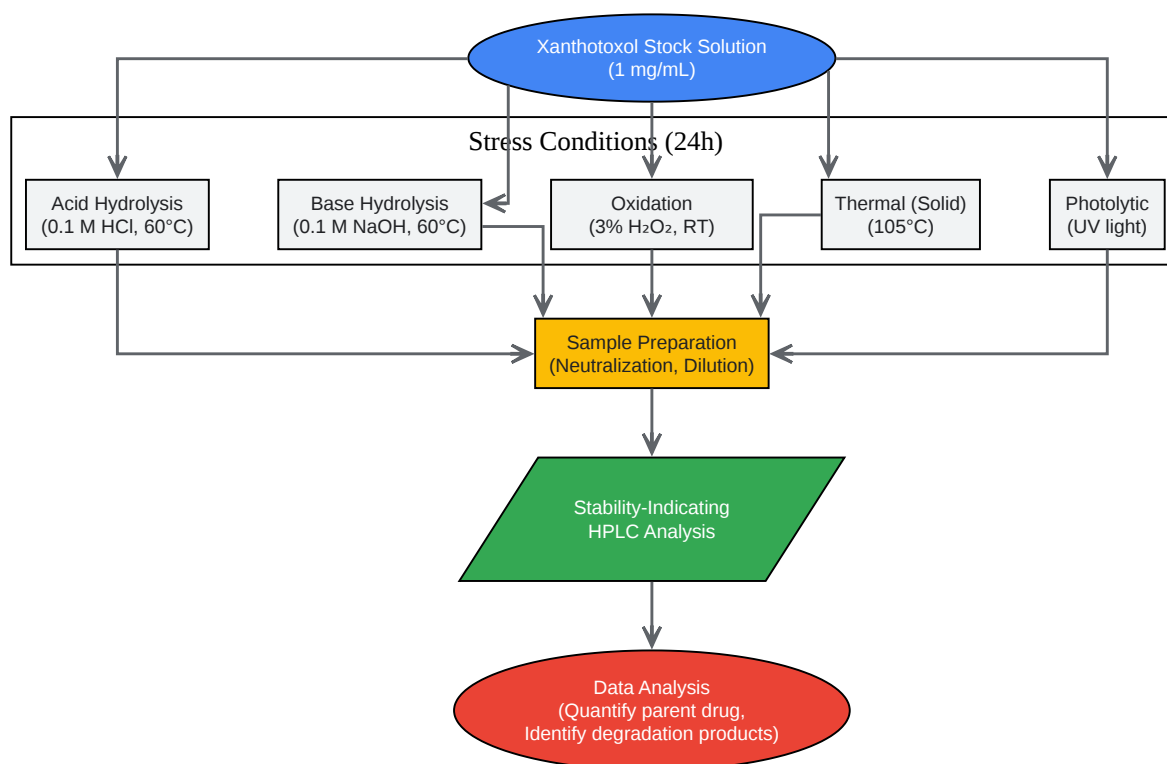 Xanthotoxol Stock Solution
(1 mg/mL)
Stress Conditions (24h)
Acid Hydrolysis
(0.1 M HCl, 60°C)
Base Hydrolysis
(0.1 M NaOH, 60°C)
Oxidation
(3% H₂O₂, RT)
Thermal (Solid)
(105°C)
Photolytic
(UV light)
Sample Preparation
(Neutralization, Dilution)
Stability-Indicating
HPLC Analysis
Data Analysis
(Quantify parent drug,
Identify degradation products)